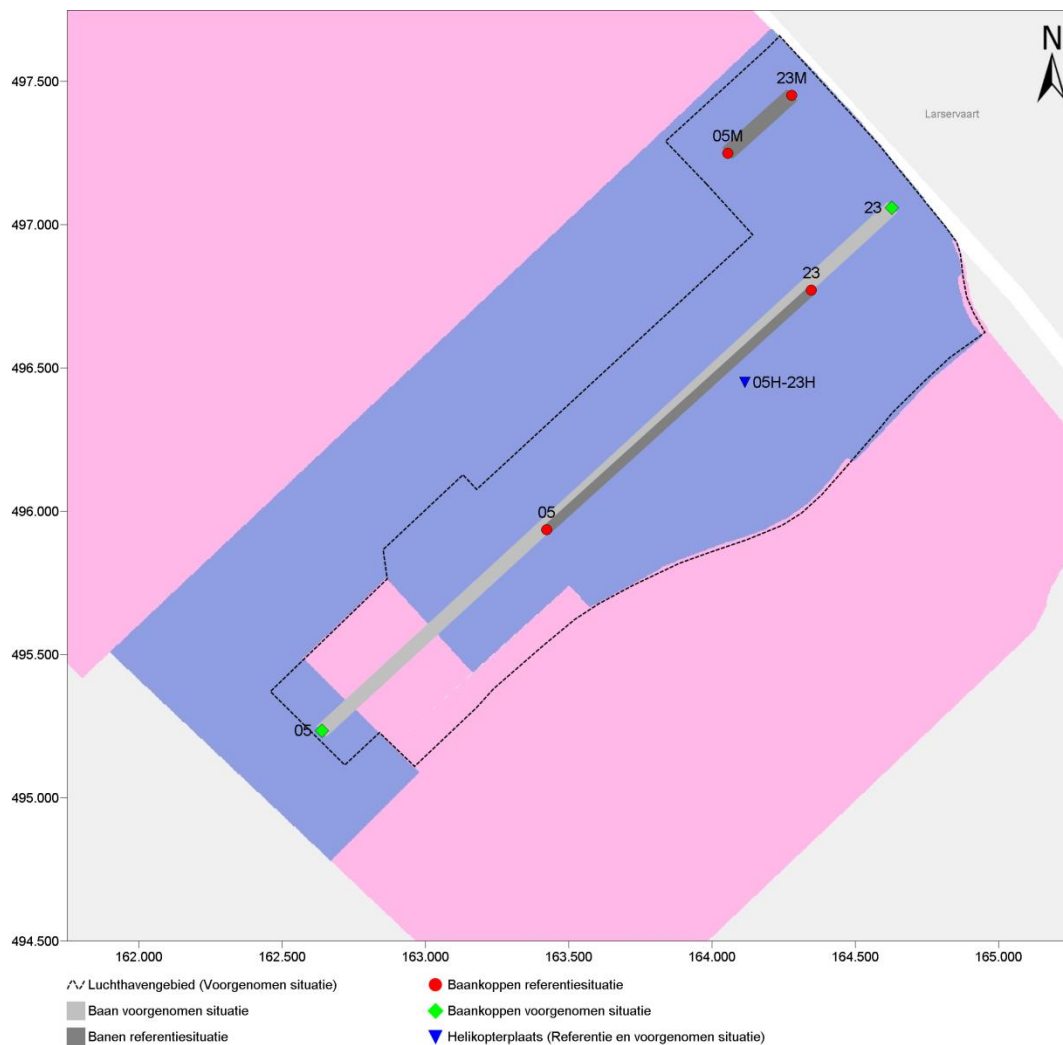 N
497.500
23M
Larservaart
05M
497.000
23
23
496.500
05H-23H
496.000
05
495.500
05
495.000
494.500
162.000 162.500 163.000 163.500 164.000 164.500 165.000
Luchthavengebied (Voorgenomen situatie)
Baan voorgenomen situatie
Banen referentiesituatie
Baankoppen referentiesituatie
Baankoppen voorgenomen situatie
Helikopterplaats (Referentie en voorgenomen situatie)